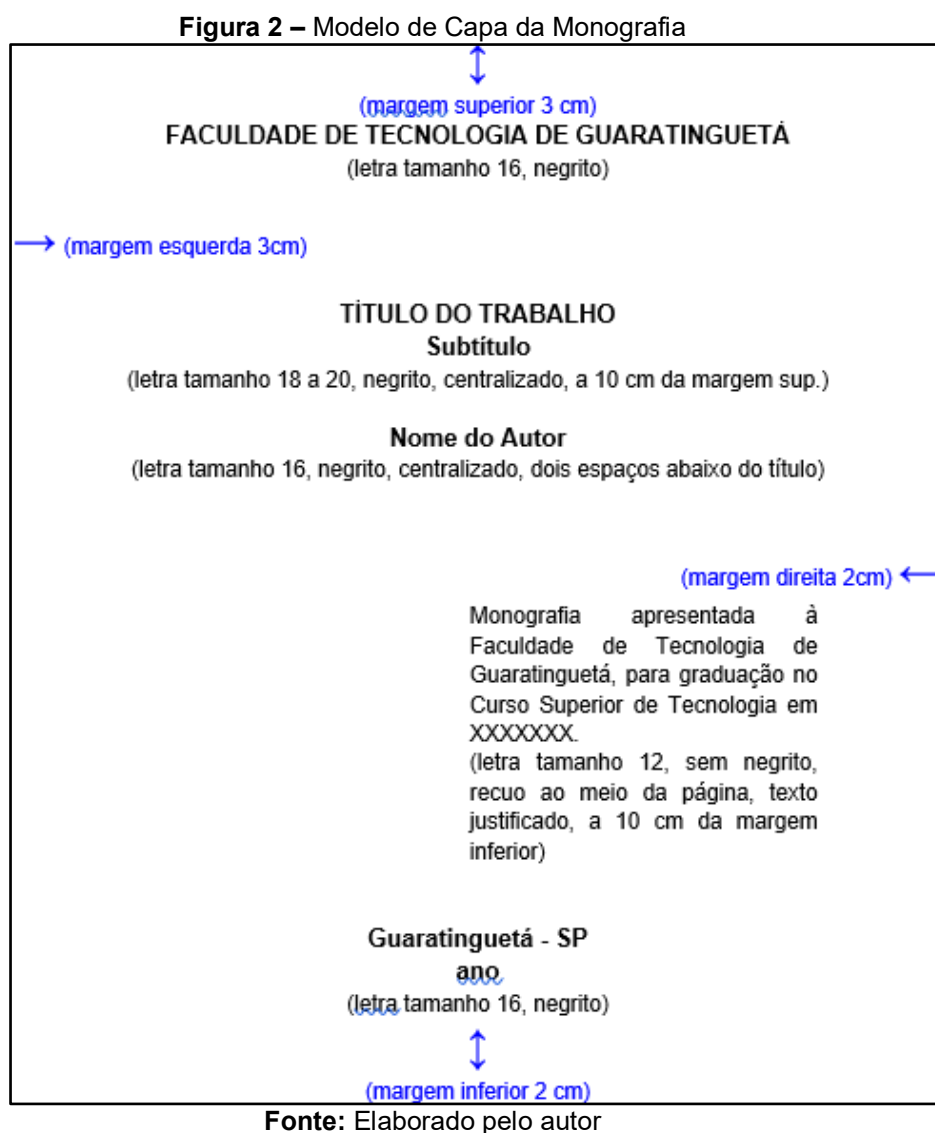 Figura 2 – Modelo de Capa da Monografia
(margem superior 3 cm)
FACULDADE DE TECNOLOGIA DE GUARATINGUETÁ
(letra tamanho 16, negrito)
(margem esquerda 3cm)
TÍTULO DO TRABALHO
Subtítulo
(letra tamanho 18 a 20, negrito, centralizado, a 10 cm da margem sup.)
Nome do Autor
(letra tamanho 16, negrito, centralizado, dois espaços abaixo do título)
(margem direita 2cm)
Monografia apresentada à
Faculdade de Tecnologia de
Guaratinguetá, para graduação no
Curso Superior de Tecnologia em
XXXXXXX.
(letra tamanho 12, sem negrito,
recuo ao meio da página, texto
justificado, a 10 cm da margem
inferior)
Guaratinguetá - SP
ano
(letra tamanho 16, negrito)
(margem inferior 2 cm)
Fonte: Elaborado pelo autor